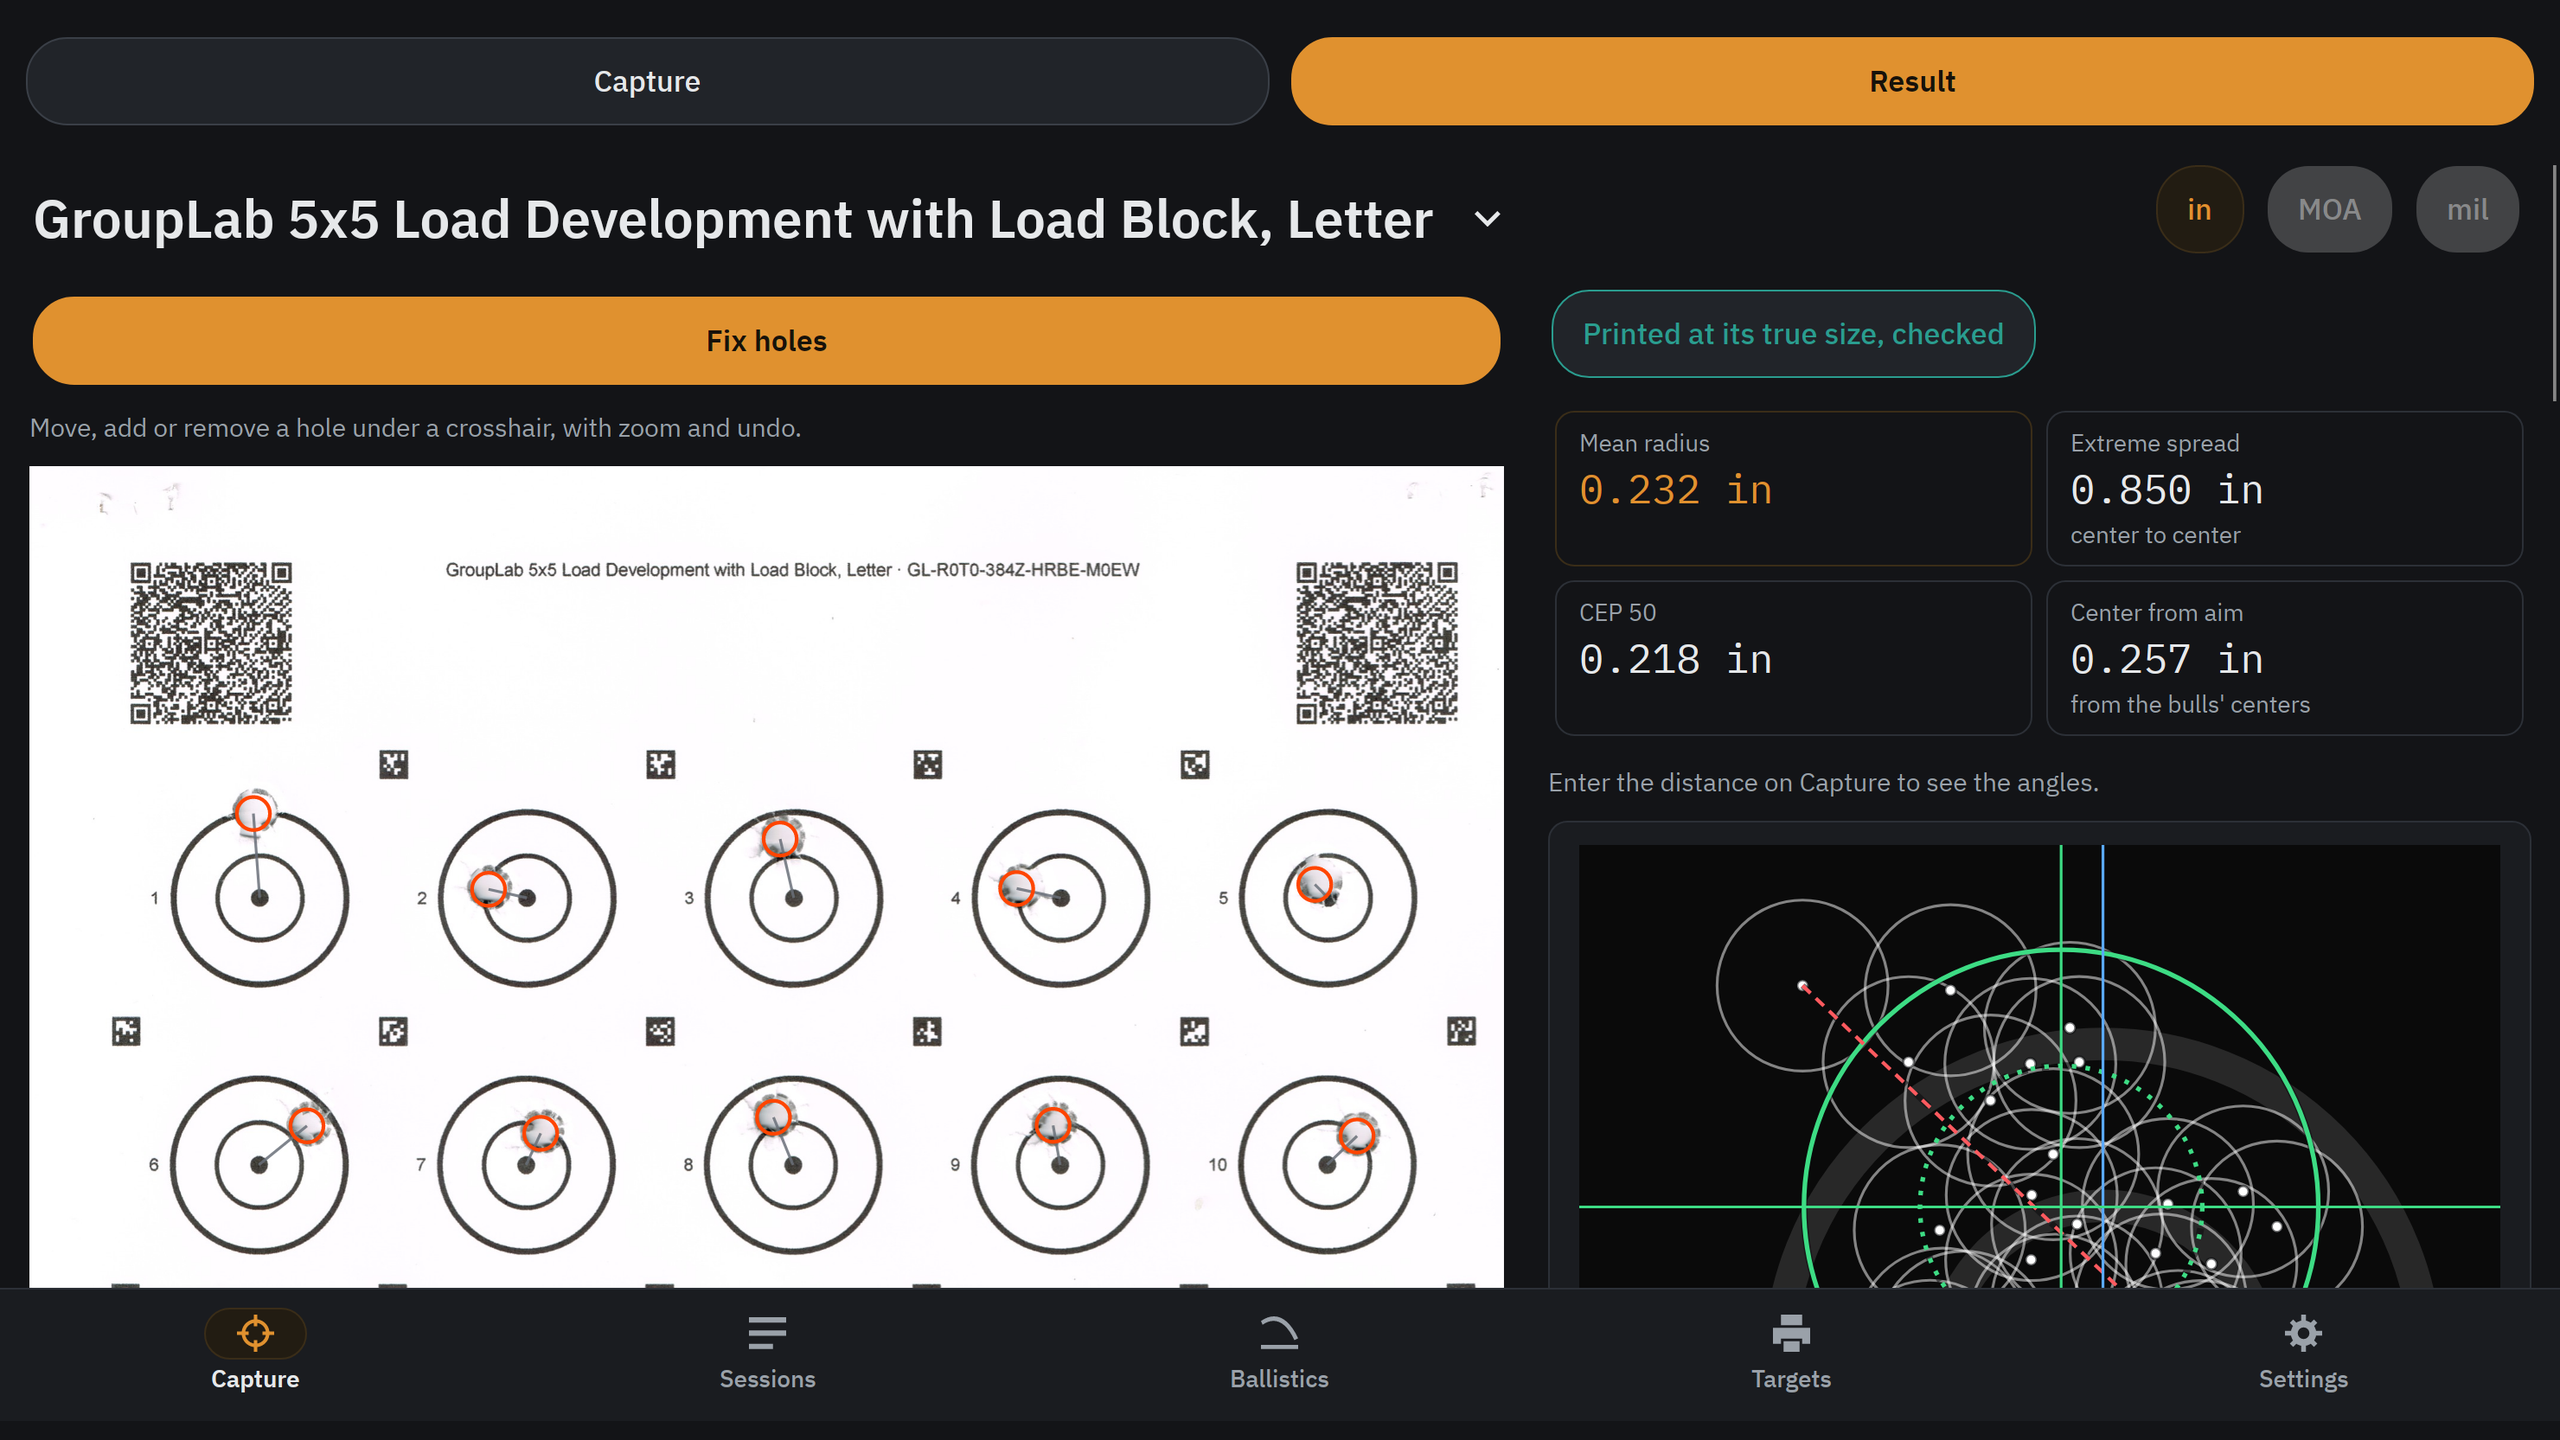 Capture
Result
GroupLab 5x5 Load Development with Load Block, Letter
in
MOA
mil
Fix holes
Move, add or remove a hole under a crosshair, with zoom and undo.
GroupLab 5x5 Load Development with Load Block, Letter · GL-R0T0-384Z-HRBE-M0EW
1
2
3
4
5
6
7
8
9
10
Printed at its true size, checked
Mean radius
0.232 in
Extreme spread
0.850 in
center to center
CEP 50
0.218 in
Center from aim
0.257 in
from the bulls' centers
Enter the distance on Capture to see the angles.
Capture
Sessions
Ballistics
Targets
Settings